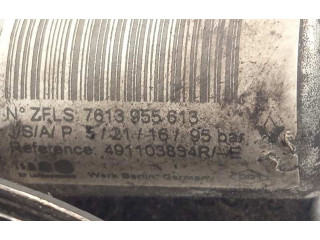 N° ZFLS 7613 955 613
J/S/A/P. 5/21/16/95 bar
Reference: 491103894R/-E
Werk Berlin, Germany